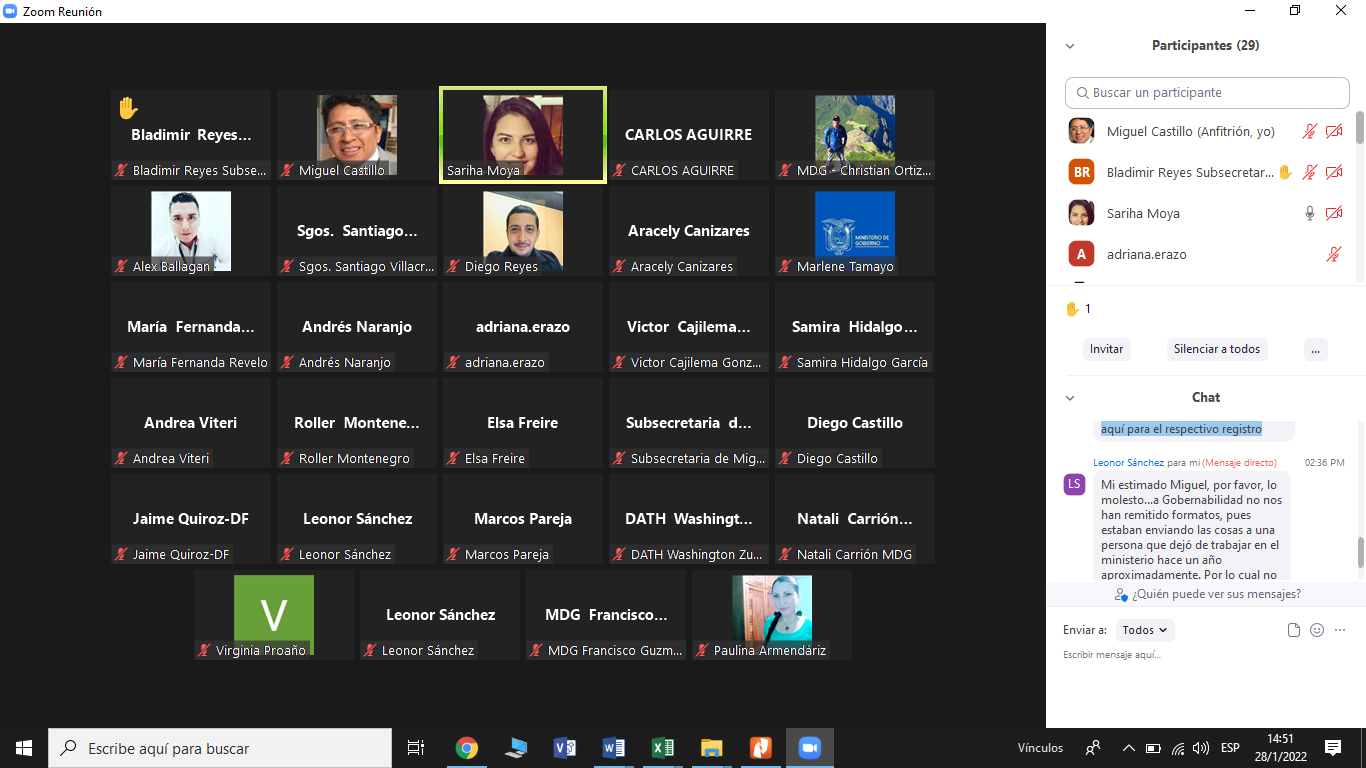 Zoom Reunión
Bladimir Reyes...
Bladimir Reyes Subse...
Miguel Castillo
Sariha Moya
CARLOS AGUIRRE
CARLOS AGUIRRE
MDG - Christian Ortiz...
Alex Ballagan
Sgos. Santiago...
Sgos. Santiago Villacr...
Diego Reyes
Aracely Canizares
Aracely Canizares
MINISTERIO DE
GOBIERNO
Marlene Tamayo
María Fernanda...
María Fernanda Revelo
Andrés Naranjo
Andrés Naranjo
adriana.erazo
adriana.erazo
Victor Cajilema...
Victor Cajilema Gonz...
Samira Hidalgo...
Samira Hidalgo García
Andrea Viteri
Andrea Viteri
Roller Montene...
Roller Montenegro
Elsa Freire
Elsa Freire
Subsecretaria d...
Subsecretaria de Mig...
Diego Castillo
Diego Castillo
Jaime Quiroz-DF
Jaime Quiroz-DF
Leonor Sánchez
Leonor Sánchez
Marcos Pareja
Marcos Pareja
DATH Washingt...
DATH Washington Zu...
Natali Carrión...
Natali Carrión MDG
V
Virginia Proaño
Leonor Sánchez
Leonor Sánchez
MDG Francisco...
MDG Francisco Guzm...
Paulina Armendáriz
Participantes (29)
Buscar un participante
Miguel Castillo (Anfitrión, yo)
BR Bladimir Reyes Subsecretar...
Sariha Moya
A adriana.erazo
1
Invitar Silenciar a todos ...
Chat
aquí para el respectivo registro
Leonor Sánchez para mi (Mensaje directo) 02:36 PM
LS
Mi estimado Miguel, por favor, lo
molesto...a Gobernabilidad no nos
han remitido formatos, pues
estaban enviando las cosas a una
persona que dejó de trabajar en el
ministerio hace un año
aproximadamente. Por lo cual no
¿Quién puede ver sus mensajes?
Enviar a: Todos
Escribir mensaje aquí...
Escribe aquí para buscar
Vínculos
ESP
14:51
28/1/2022